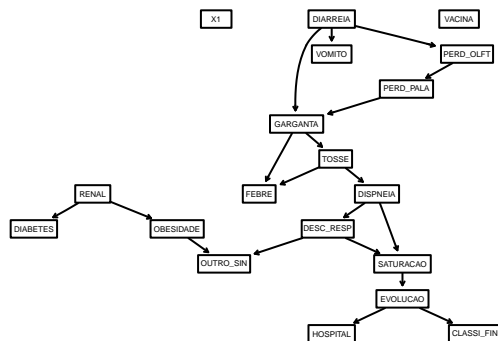 X1 DIARREIA VACINA
VOMITO PERD_OLFT
PERD_PALA
GARGANTA
TOSSE
RENAL FEBRE DISPNEIA
DIABETES OBESIDADE DESC_RESP
OUTRO_SIN SATURACAO
EVOLUCAO
HOSPITAL CLASSI_FIN